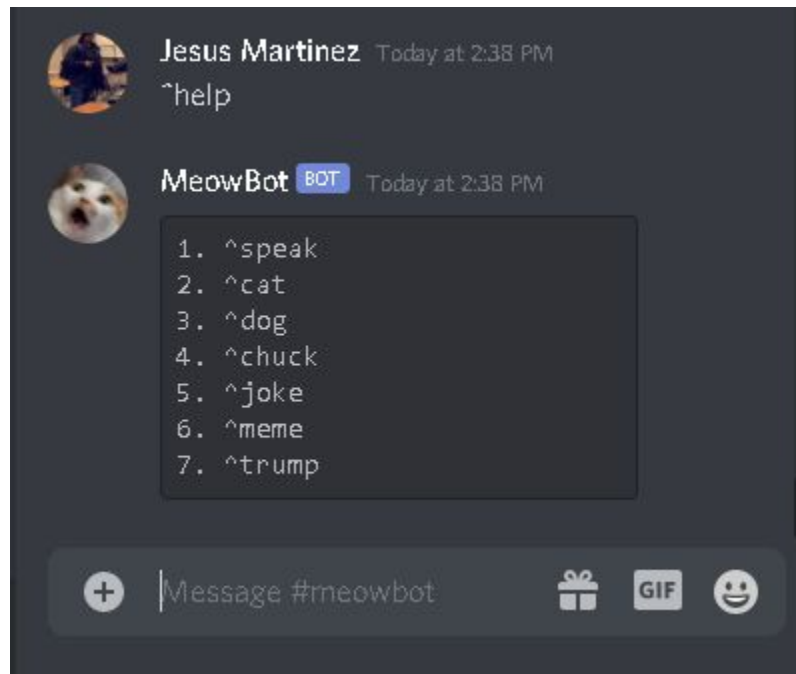 Jesus Martinez Today at 2:38 PM
^help
MeowBot BOT Today at 2:38 PM
1. ^speak
2. ^cat
3. ^dog
4. ^chuck
5. ^joke
6. ^meme
7. ^trump
Message #meowbot GIF